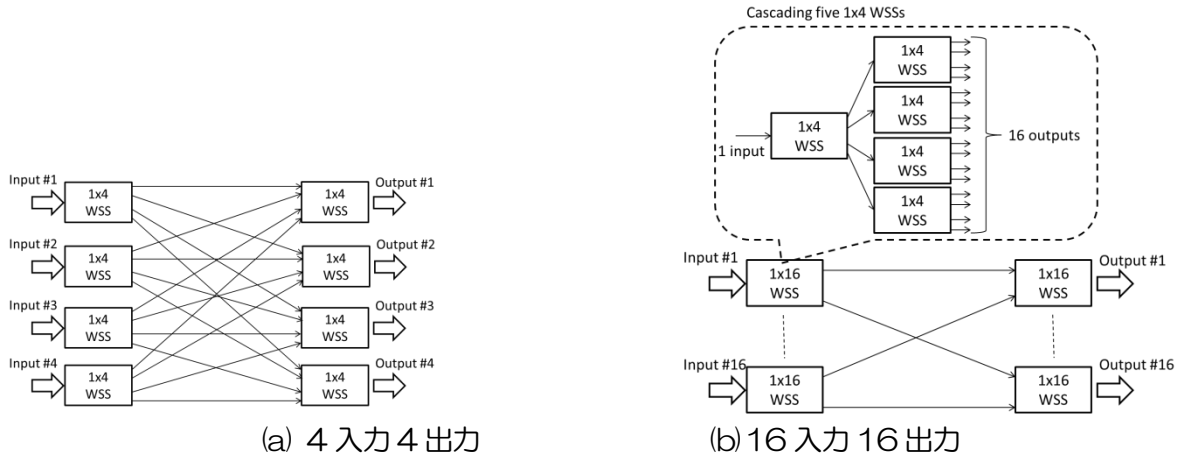 Input #1
1x4
WSS
1x4
WSS
Output #1
Input #2
1x4
WSS
1x4
WSS
Output #2
Input #3
1x4
WSS
1x4
WSS
Output #3
Input #4
1x4
WSS
1x4
WSS
Output #4
(a) 4入力4出力
Cascading five 1x4 WSSs
1 input
1x4
WSS
1x4
WSS
1x4
WSS
1x4
WSS
1x4
WSS
16 outputs
Input #1
1x16
WSS
1x16
WSS
Output #1
Input #16
1x16
WSS
1x16
WSS
Output #16
(b)16入力16出力